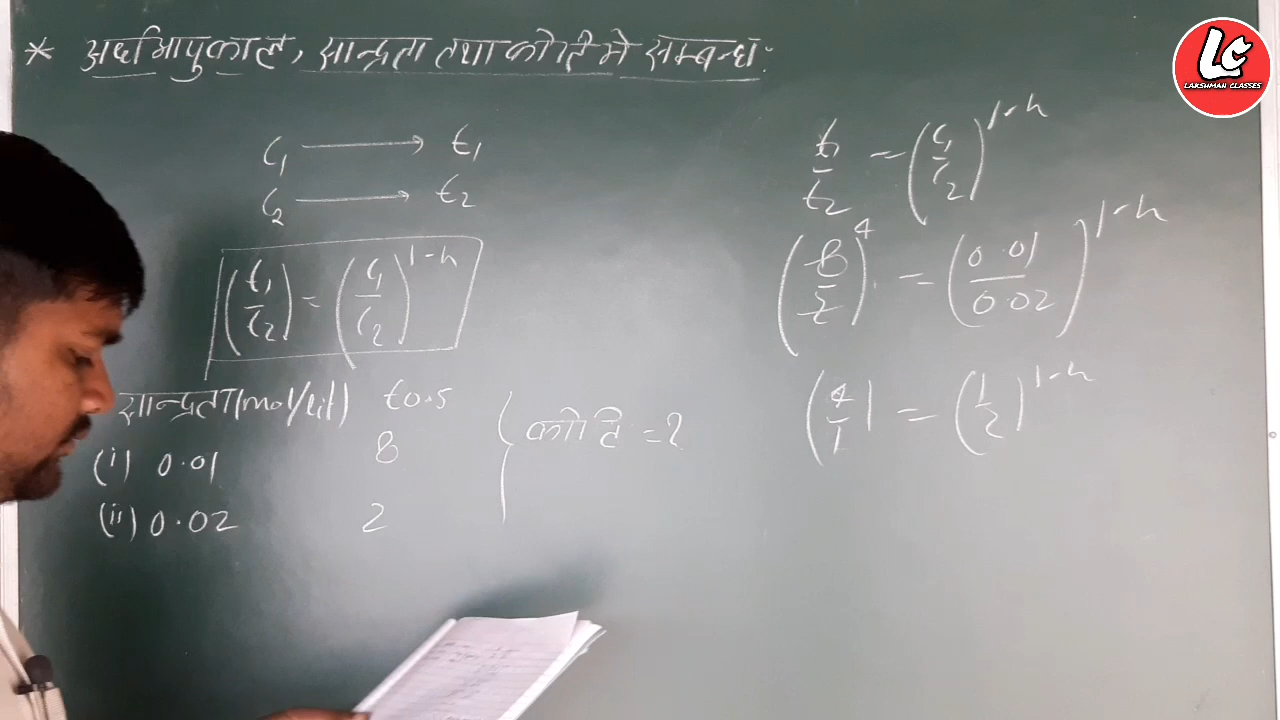 * अर्धआयुकाल, सान्द्रता तथा कोटि मे सम्बन्ध:
C₁ → t₁
C₂ → t₂
(t₁/t₂) = (C₁/C₂)^1-n
सान्द्रता(mol/lit) t0.5
(i) 0.01 8
(ii) 0.02 2
कोटि = ?
t₁/t₂ = (C₁/C₂)^1-n
(8/2)^4 = (0.01/0.02)^1-n
(4/1) = (1/2)^1-n
LC
LAKSHMAN CLASSES